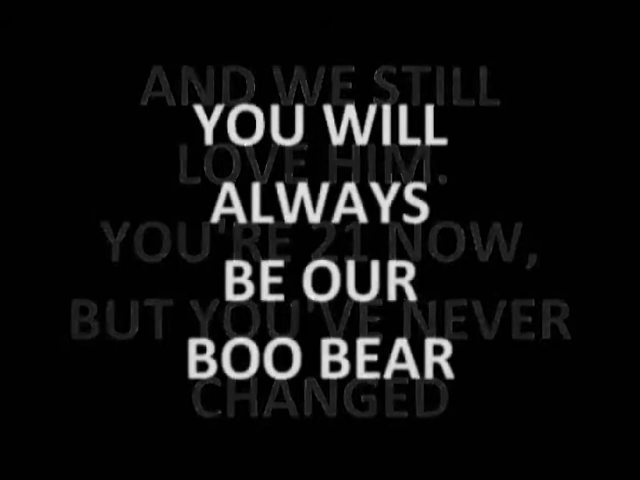 AND WE STILL
YOU WILL
LOVE HIM.
ALWAYS
YOU'RE 21 NOW,
BE OUR
BUT YOU'VE NEVER
BOO BEAR
CHANGED